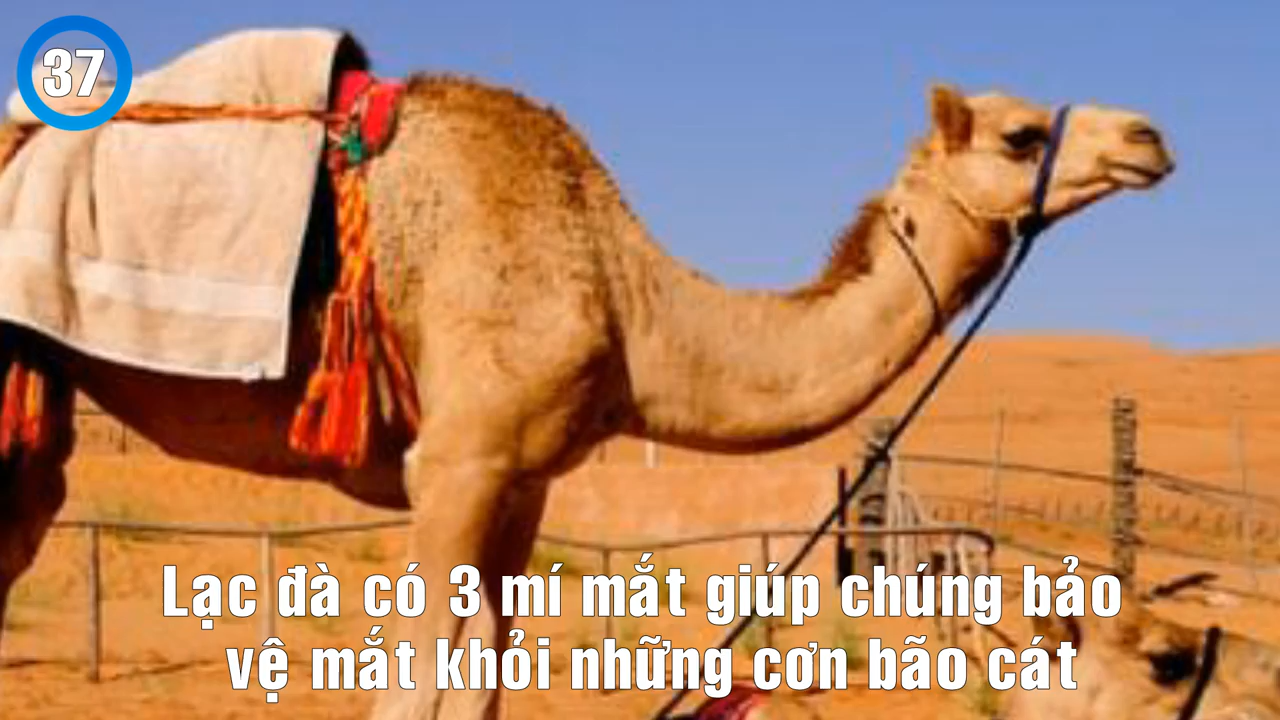 37
Lạc đà có 3 mí mắt giúp chúng bảo
vệ mắt khỏi những cơn bão cát